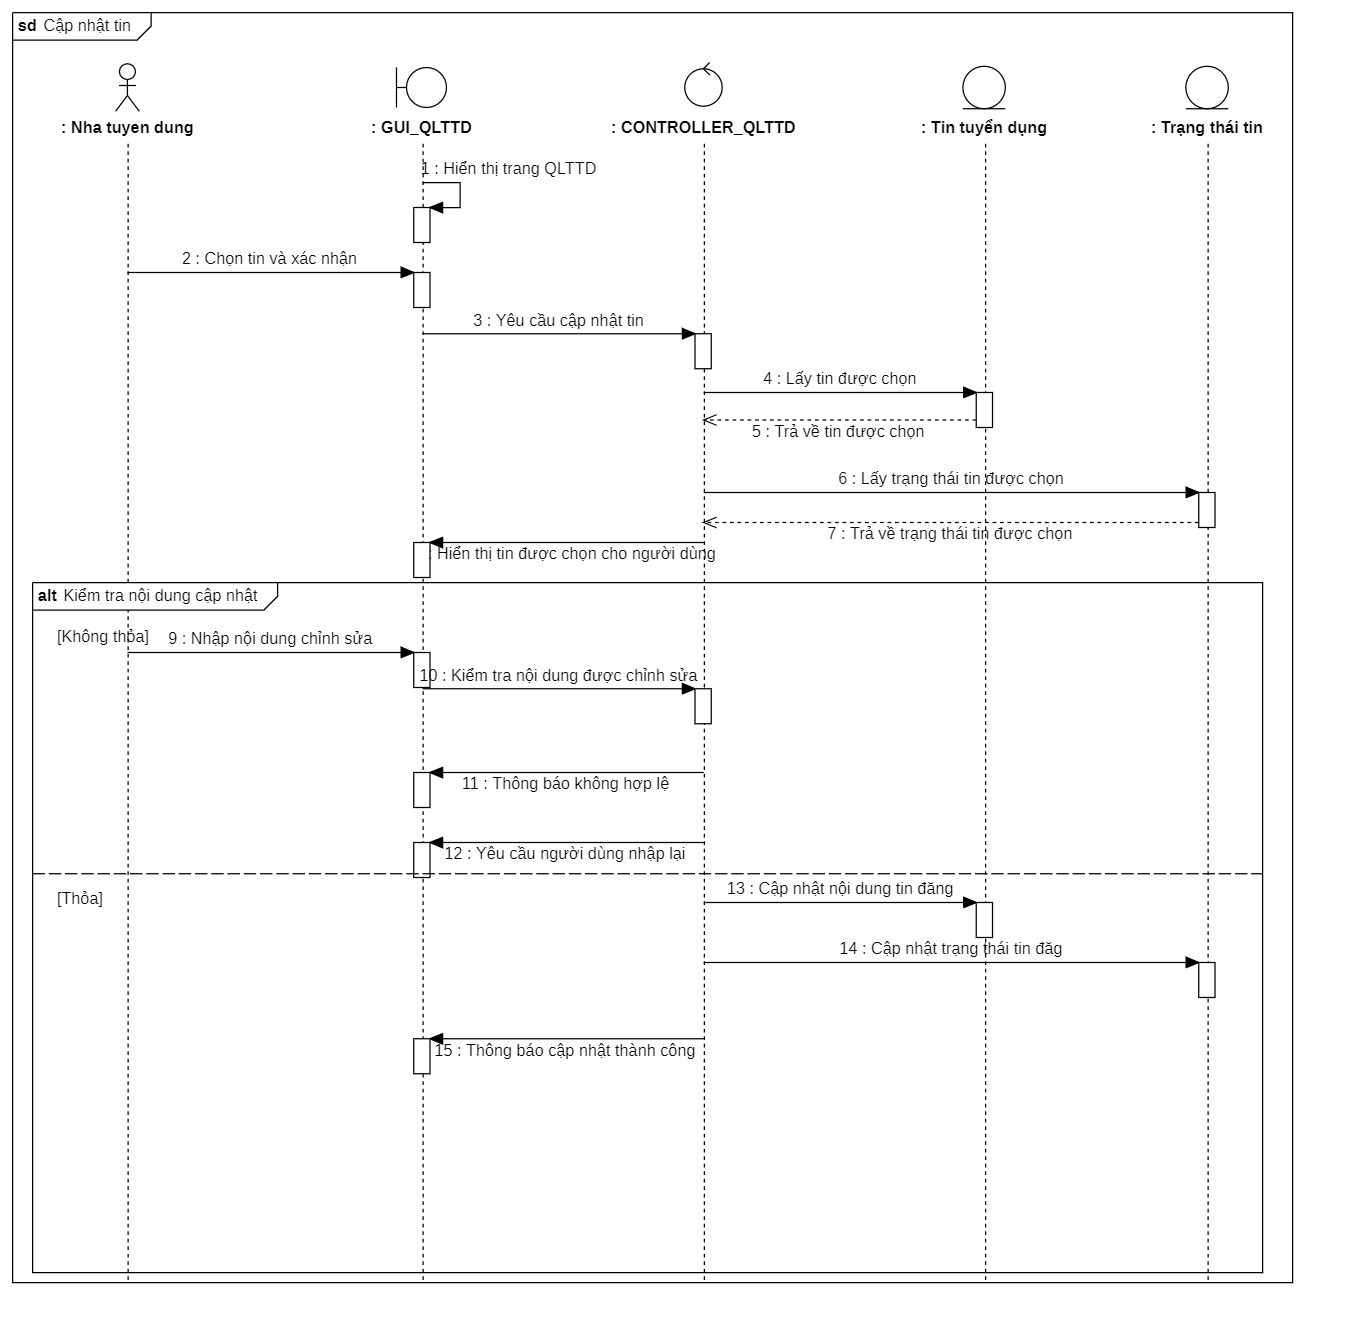 sd Cập nhật tin
: Nha tuyen dung
: GUI_QLTTD
: CONTROLLER_QLTTD
: Tin tuyển dụng
: Trạng thái tin
1 : Hiển thị trang QLTTD
2 : Chọn tin và xác nhận
3 : Yêu cầu cập nhật tin
4 : Lấy tin được chọn
5 : Trả về tin được chọn
6 : Lấy trạng thái tin được chọn
7 : Trả về trạng thái tin được chọn
: Hiển thị tin được chọn cho người dùng
alt Kiểm tra nội dung cập nhật
[Không thỏa]
9 : Nhập nội dung chỉnh sửa
10 : Kiểm tra nội dung được chỉnh sửa
11 : Thông báo không hợp lệ
12 : Yêu cầu người dùng nhập lại
13 : Cập nhật nội dung tin đăng
[Thỏa]
14 : Cập nhật trạng thái tin đăg
15 : Thông báo cập nhật thành công